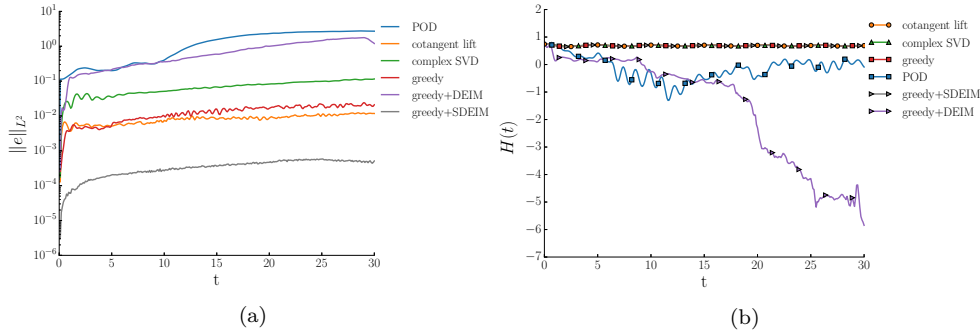 10^1
10^0
10^{-1}
10^{-2}
10^{-3}
10^{-4}
10^{-5}
10^{-6}
||e||_{L^2}
0 5 10 15 20 25 30
t
POD
cotangent lift
complex SVD
greedy
greedy+DEIM
greedy+SDEIM
(a)
2
1
0
−1
−2
−3
−4
−5
−6
−7
H(t)
0 5 10 15 20 25 30
t
cotangent lift
complex SVD
greedy
POD
greedy+SDEIM
greedy+DEIM
(b)